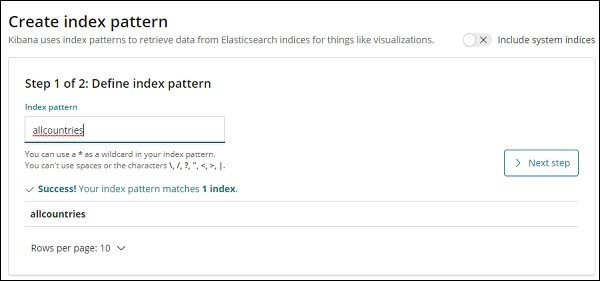 Create index pattern
Kibana uses index patterns to retrieve data from Elasticsearch indices for things like visualizations.
Include system indices
Step 1 of 2: Define index pattern
Index pattern
allcountries
You can use a * as a wildcard in your index pattern.
You can't use spaces or the characters \, /, ?, ", <, >, |.
Next step
Success! Your index pattern matches 1 index.
allcountries
Rows per page: 10